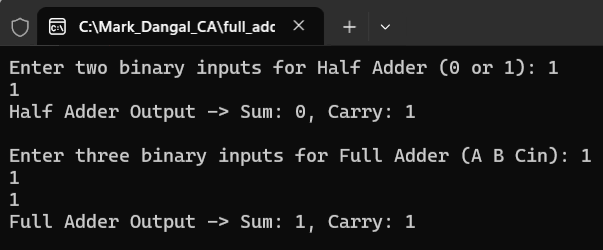 C:\Mark_Dangal_CA\full_adc
Enter two binary inputs for Half Adder (0 or 1): 1
1
Half Adder Output -> Sum: 0, Carry: 1
Enter three binary inputs for Full Adder (A B Cin): 1
1
1
Full Adder Output -> Sum: 1, Carry: 1